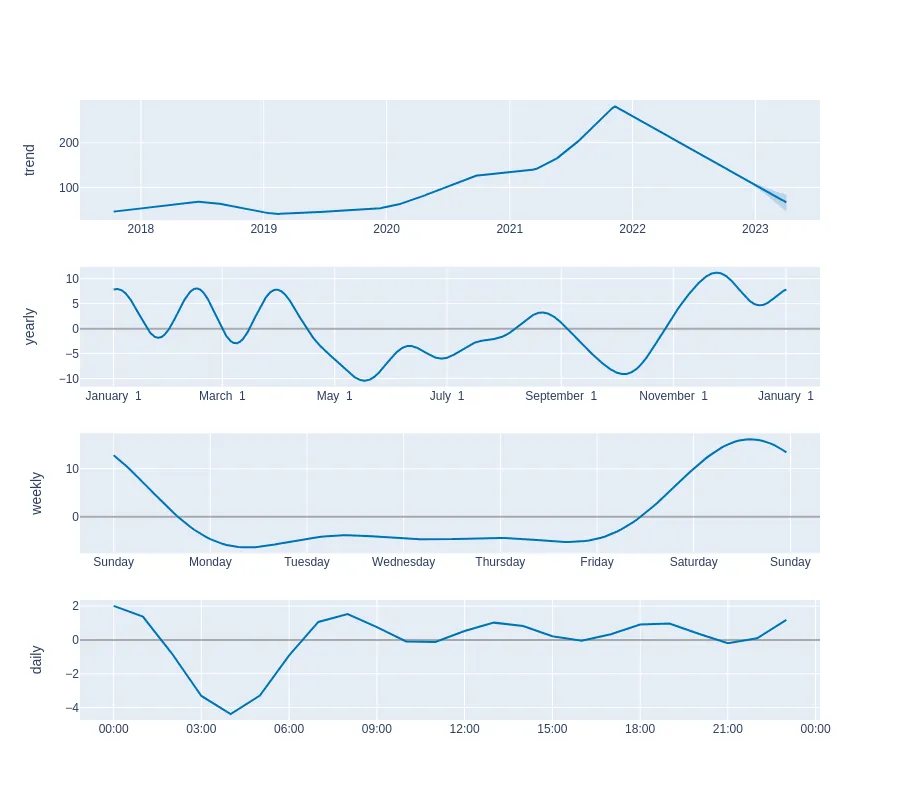 trend
200
100
2018 2019 2020 2021 2022 2023
yearly
10
5
0
−5
−10
January 1 March 1 May 1 July 1 September 1 November 1 January 1
weekly
10
0
Sunday Monday Tuesday Wednesday Thursday Friday Saturday Sunday
daily
2
0
−2
−4
00:00 03:00 06:00 09:00 12:00 15:00 18:00 21:00 00:00